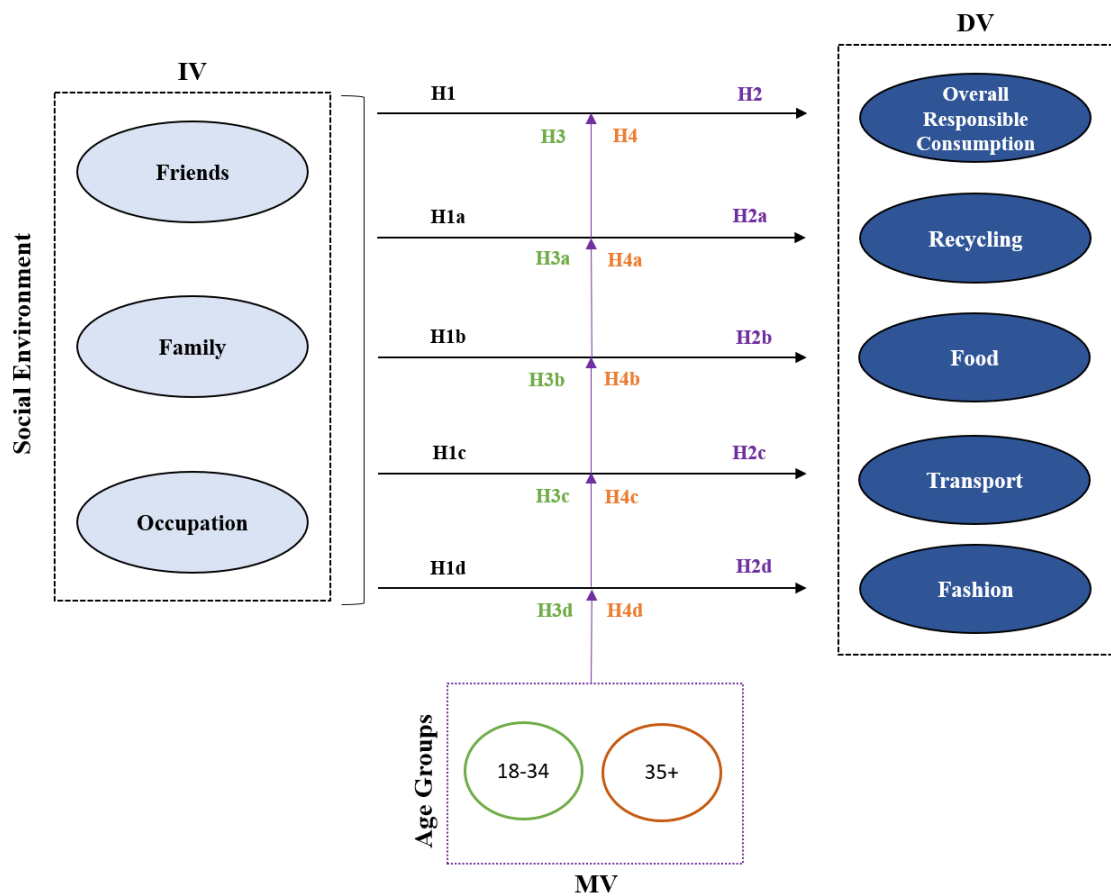 DV
IV
H1
H2
Overall
Responsible
Consumption
H3
H4
Friends
H1a
H2a
Recycling
H3a
H4a
Social Environment
Family
H1b
H2b
Food
H3b
H4b
H1c
H2c
Transport
H3c
H4c
Occupation
H1d
H2d
Fashion
H3d
H4d
Age Groups
18-34
35+
MV